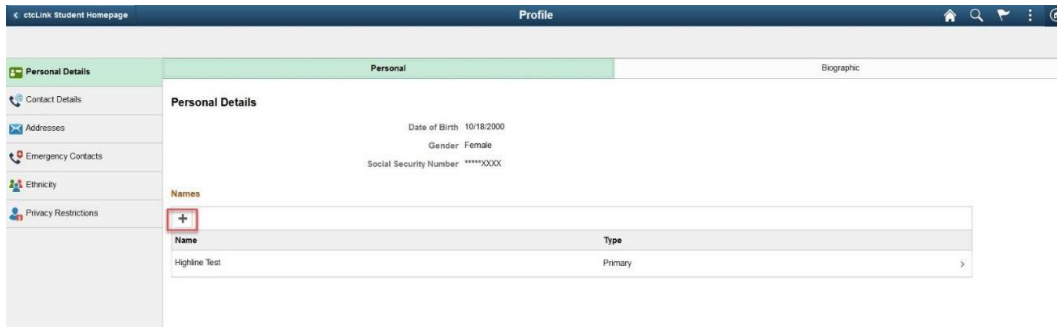 ctcLink Student Homepage
Profile
Personal Details
Contact Details
Addresses
Emergency Contacts
Ethnicity
Privacy Restrictions
Personal
Biographic
Personal Details
Date of Birth 10/18/2000
Gender Female
Social Security Number *****XXXX
Names
+
Name Type
Highline Test Primary